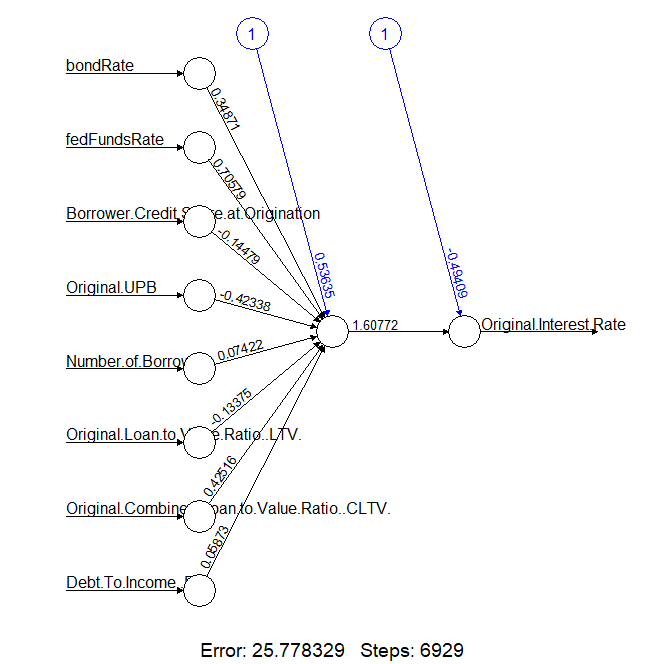 1
1
bondRate
0.34871
fedFundsRate
0.70579
Borrower.Credit.Score.at.Origination
-0.14479
0.53635
-0.49409
Original.UPB
-0.42338
1.60772
Original.Interest.Rate
Number.of.Borrow
0.07422
Original.Loan.to.Value.Ratio..LTV.
-0.13375
Original.Combined.Loan.to.Value.Ratio..CLTV.
0.42516
Debt.To.Income.
0.05873
Error: 25.778329 Steps: 6929